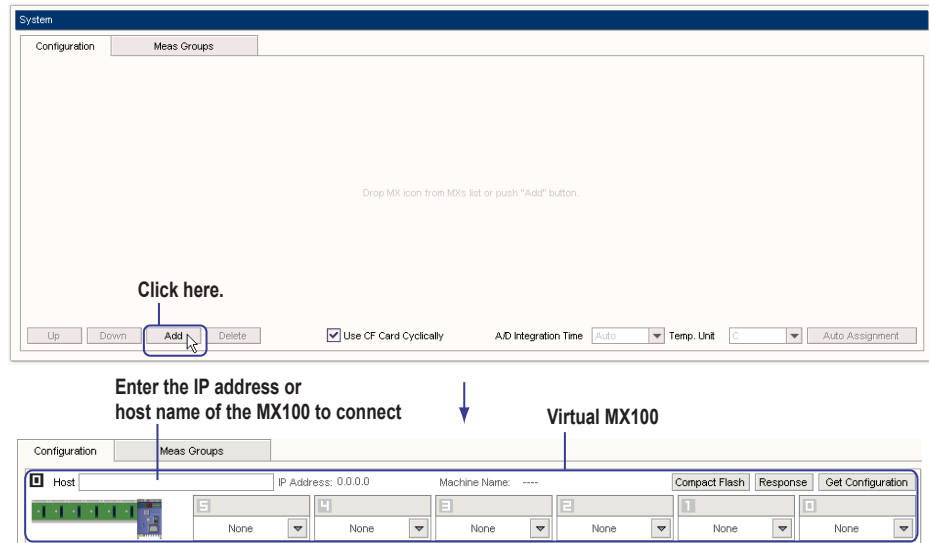 System
Configuration
Meas Groups
Drop MX icon from MXs list or push "Add" button.
Click here.
Up
Down
Add
Delete
Use CF Card Cyclically
A/D Integration Time
Auto
Temp. Unit
C
Auto Assignment
Enter the IP address or
host name of the MX100 to connect
Virtual MX100
Configuration
Meas Groups
0
Host
IP Address: 0.0.0.0
Machine Name: ----
Compact Flash
Response
Get Configuration
5
4
3
2
1
0
None
None
None
None
None
None